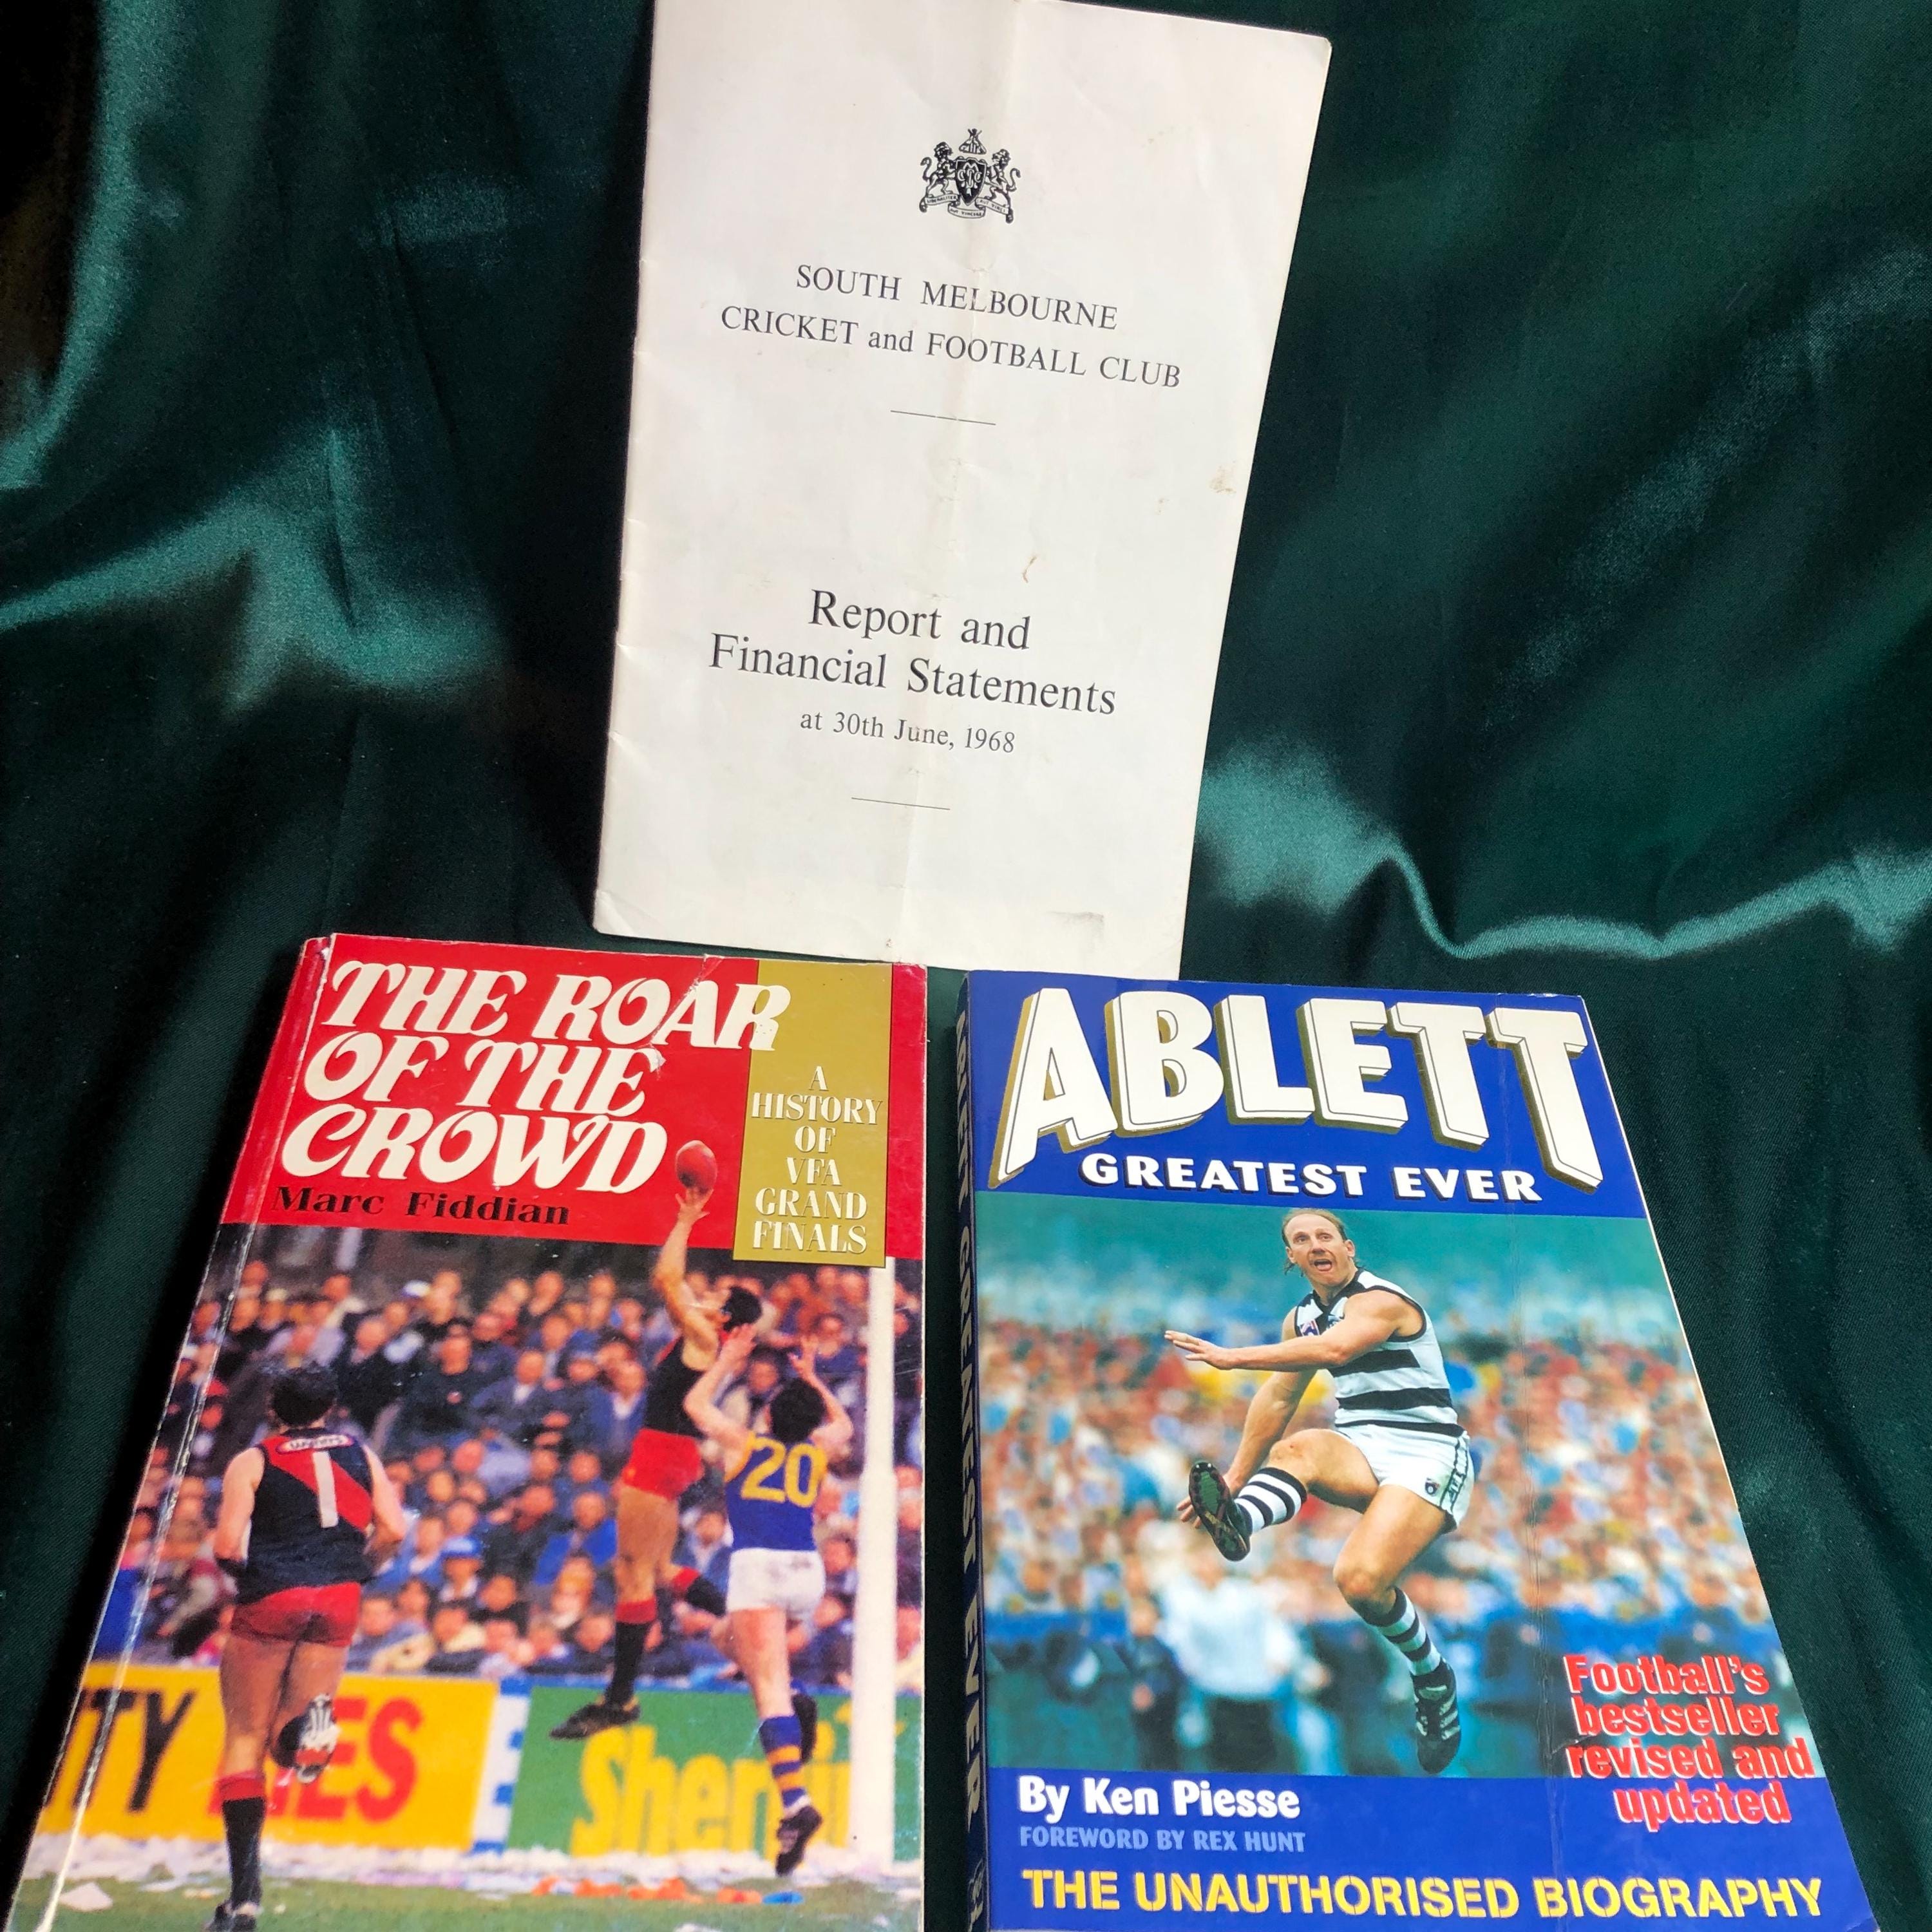 SOUTH MELBOURNE
CRICKET and FOOTBALL CLUB
Report and
Financial Statements
at 30th June, 1968
THE ROAR
OF THE
CROWD
Marc Fiddian
A
HISTORY
OF
VFA
GRAND
FINALS
1
20
ABLETT
GREATEST EVER
Football's
bestseller
revised and
updated
By Ken Piesse
FOREWORD BY REX HUNT
THE UNAUTHORISED BIOGRAPHY